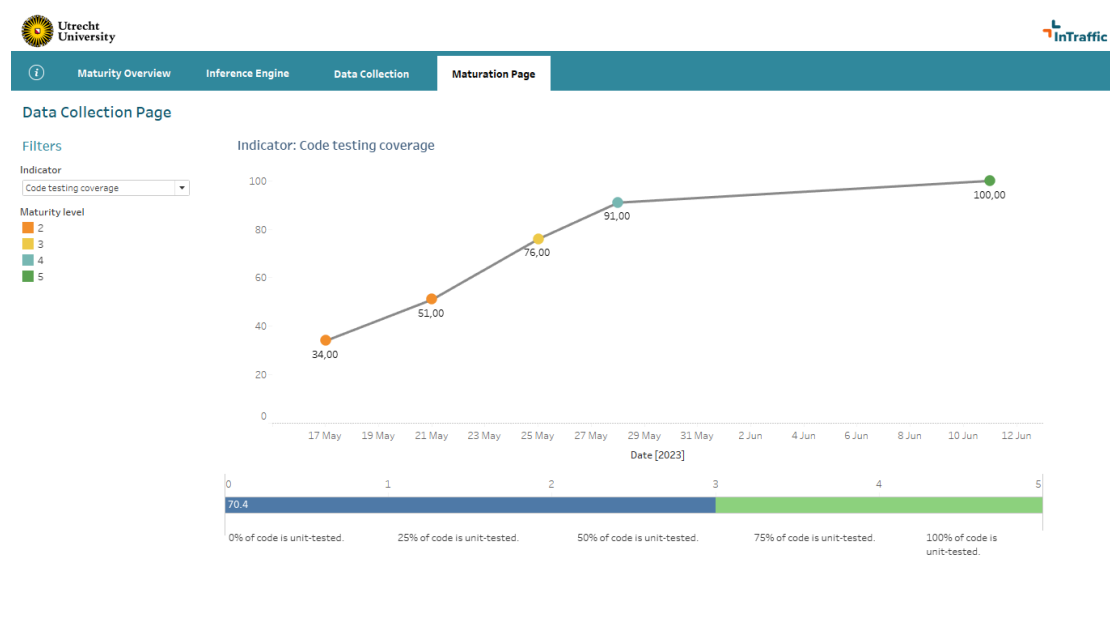 Utrecht
University
InTraffic
i
Maturity Overview
Inference Engine
Data Collection
Maturation Page
Data Collection Page
Filters
Indicator
Code testing coverage
Maturity level
2
3
4
5
Indicator: Code testing coverage
100
80
60
40
20
0
34,00
51,00
76,00
91,00
100,00
17 May 19 May 21 May 23 May 25 May 27 May 29 May 31 May 2 Jun 4 Jun 6 Jun 8 Jun 10 Jun 12 Jun
Date [2023]
0 1 2 3 4 5
70.4
0% of code is unit-tested.
25% of code is unit-tested.
50% of code is unit-tested.
75% of code is unit-tested.
100% of code is
unit-tested.